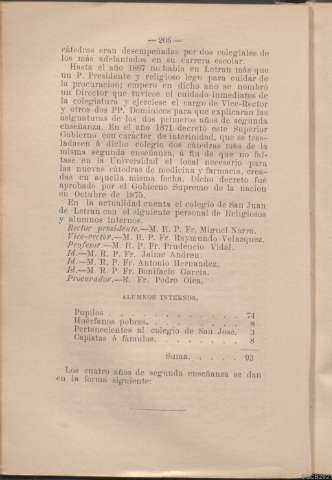 — 205 —
cátedras eran desempeñadas por dos colegiales de
los más adelantados en su carrera escolar.
Hasta el año 1867 no había en Letran más que
un P. Presidente y religioso lego para cuidar de
la procuracion; empero en dicho año se nombró
un Director que tuviese el cuidado inmediato de
la colegiatura y ejerciese el cargo de Vice-Rector
y otros dos PP. Dominicos para que explicaran las
asignaturas de los dos primeros años de segunda
enseñanza. En el año 1871 decretó este Superior
Gobierno con carácter de interinidad, que se tras-
ladasen á dicho colegio dos cátedras más de la
misma segunda enseñanza, á fin de que no fal-
tase en la Universidad el local necesario para
las nuevas cátedras de medicina y farmacia, crea-
das en aquella misma fecha. Dicho decreto fué
aprobado por el Gobierno Supremo de la nacion
en Octubre de 1875.
En la actualidad cuenta el colegio de San Juan
de Letran con el siguiente personal de Religiosos
y alumnos internos.
Rector presidente.—M. R. P. Fr. Miguel Narro.
Vice-rector.—M. R. P. Fr. Raymundo Velazquez.
Profesor.—M. R. P. Fr. Prudencio Vidal.
Id.—M. R. P. Fr. Jaime Andreu.
Id.—M. R. P. Fr. Antonio Hernandez.
Id.—M. R. P. Fr. Bonifacio Garcia.
Procurador.—R. Fr. Pedro Olea.
ALUMNOS INTERNOS.
Pupilos . . . . . . . . . . . 74
Huérfanos pobres. . . . . . . . . 8
Pertenecientes al colegio de San José. 3
Capistas ó fámulos. . . . . . . . 8
Suma. . . . . 93
Los cuatro años de segunda enseñanza se dan
en la forma siguiente: